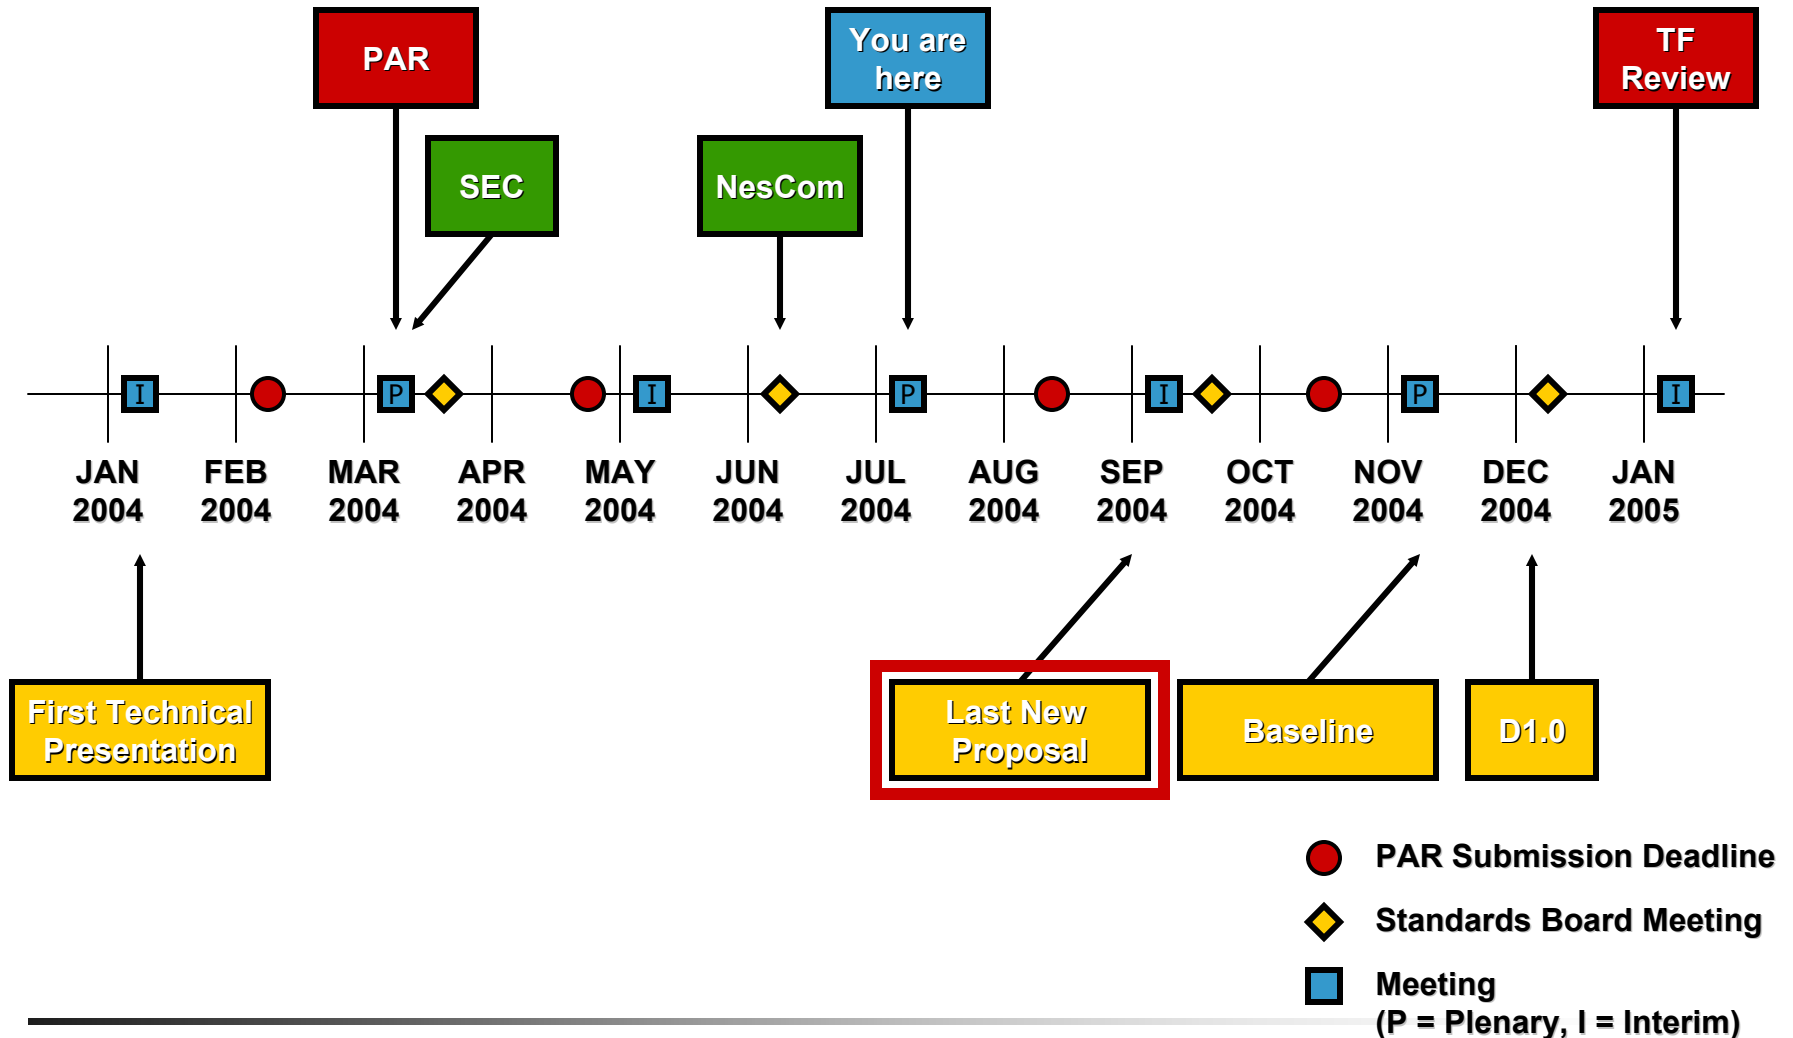 PAR
You are
here
TF
Review
SEC
NesCom
I
P
I
P
I
P
I
JAN
2004
FEB
2004
MAR
2004
APR
2004
MAY
2004
JUN
2004
JUL
2004
AUG
2004
SEP
2004
OCT
2004
NOV
2004
DEC
2004
JAN
2005
First Technical
Presentation
Last New
Proposal
Baseline
D1.0
PAR Submission Deadline
Standards Board Meeting
Meeting
(P = Plenary, I = Interim)